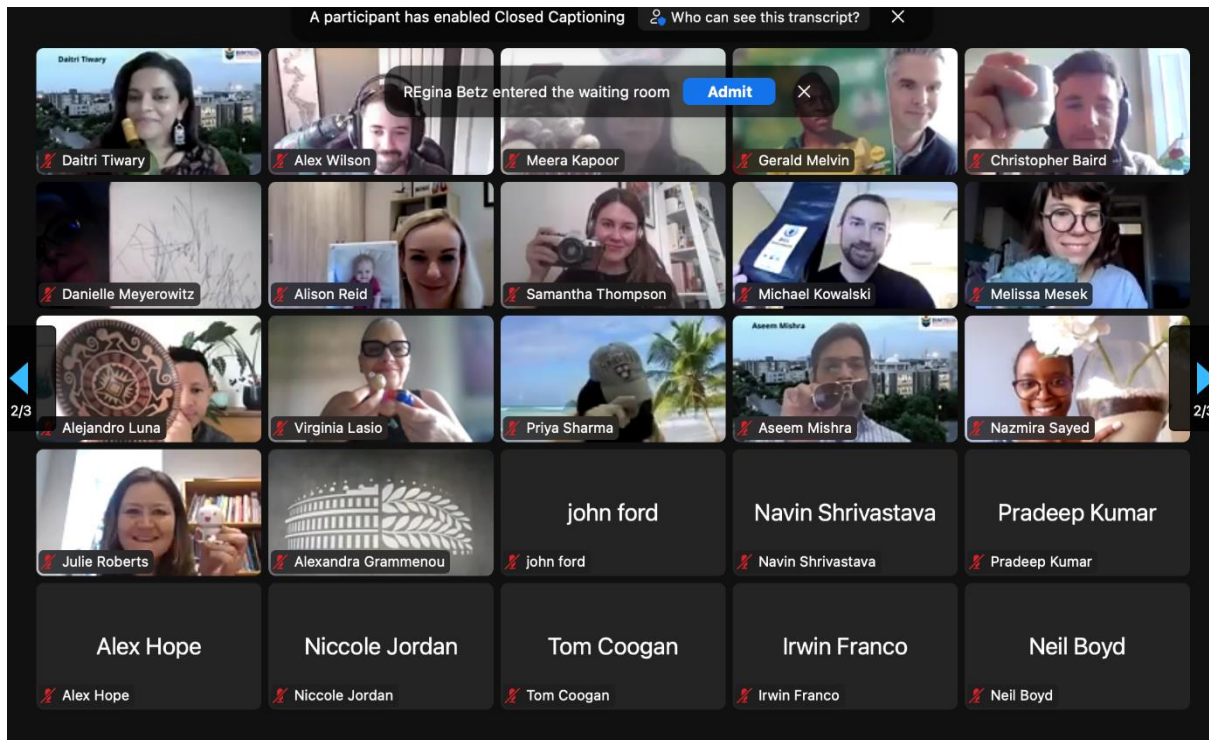 A participant has enabled Closed Captioning Who can see this transcript?
REgina Betz entered the waiting room Admit
Daitri Tiwary
Daitri Tiwary
Alex Wilson
Meera Kapoor
Gerald Melvin
Christopher Baird
Danielle Meyerowitz
Alison Reid
Samantha Thompson
Michael Kowalski
Melissa Mesek
2/3
2/3
Alejandro Luna
Virginia Lasio
Priya Sharma
Aseem Mishra
Aseem Mishra
Nazmira Sayed
Julie Roberts
Alexandra Grammenou
john ford
john ford
Navin Shrivastava
Navin Shrivastava
Pradeep Kumar
Pradeep Kumar
Alex Hope
Alex Hope
Niccole Jordan
Niccole Jordan
Tom Coogan
Tom Coogan
Irwin Franco
Irwin Franco
Neil Boyd
Neil Boyd